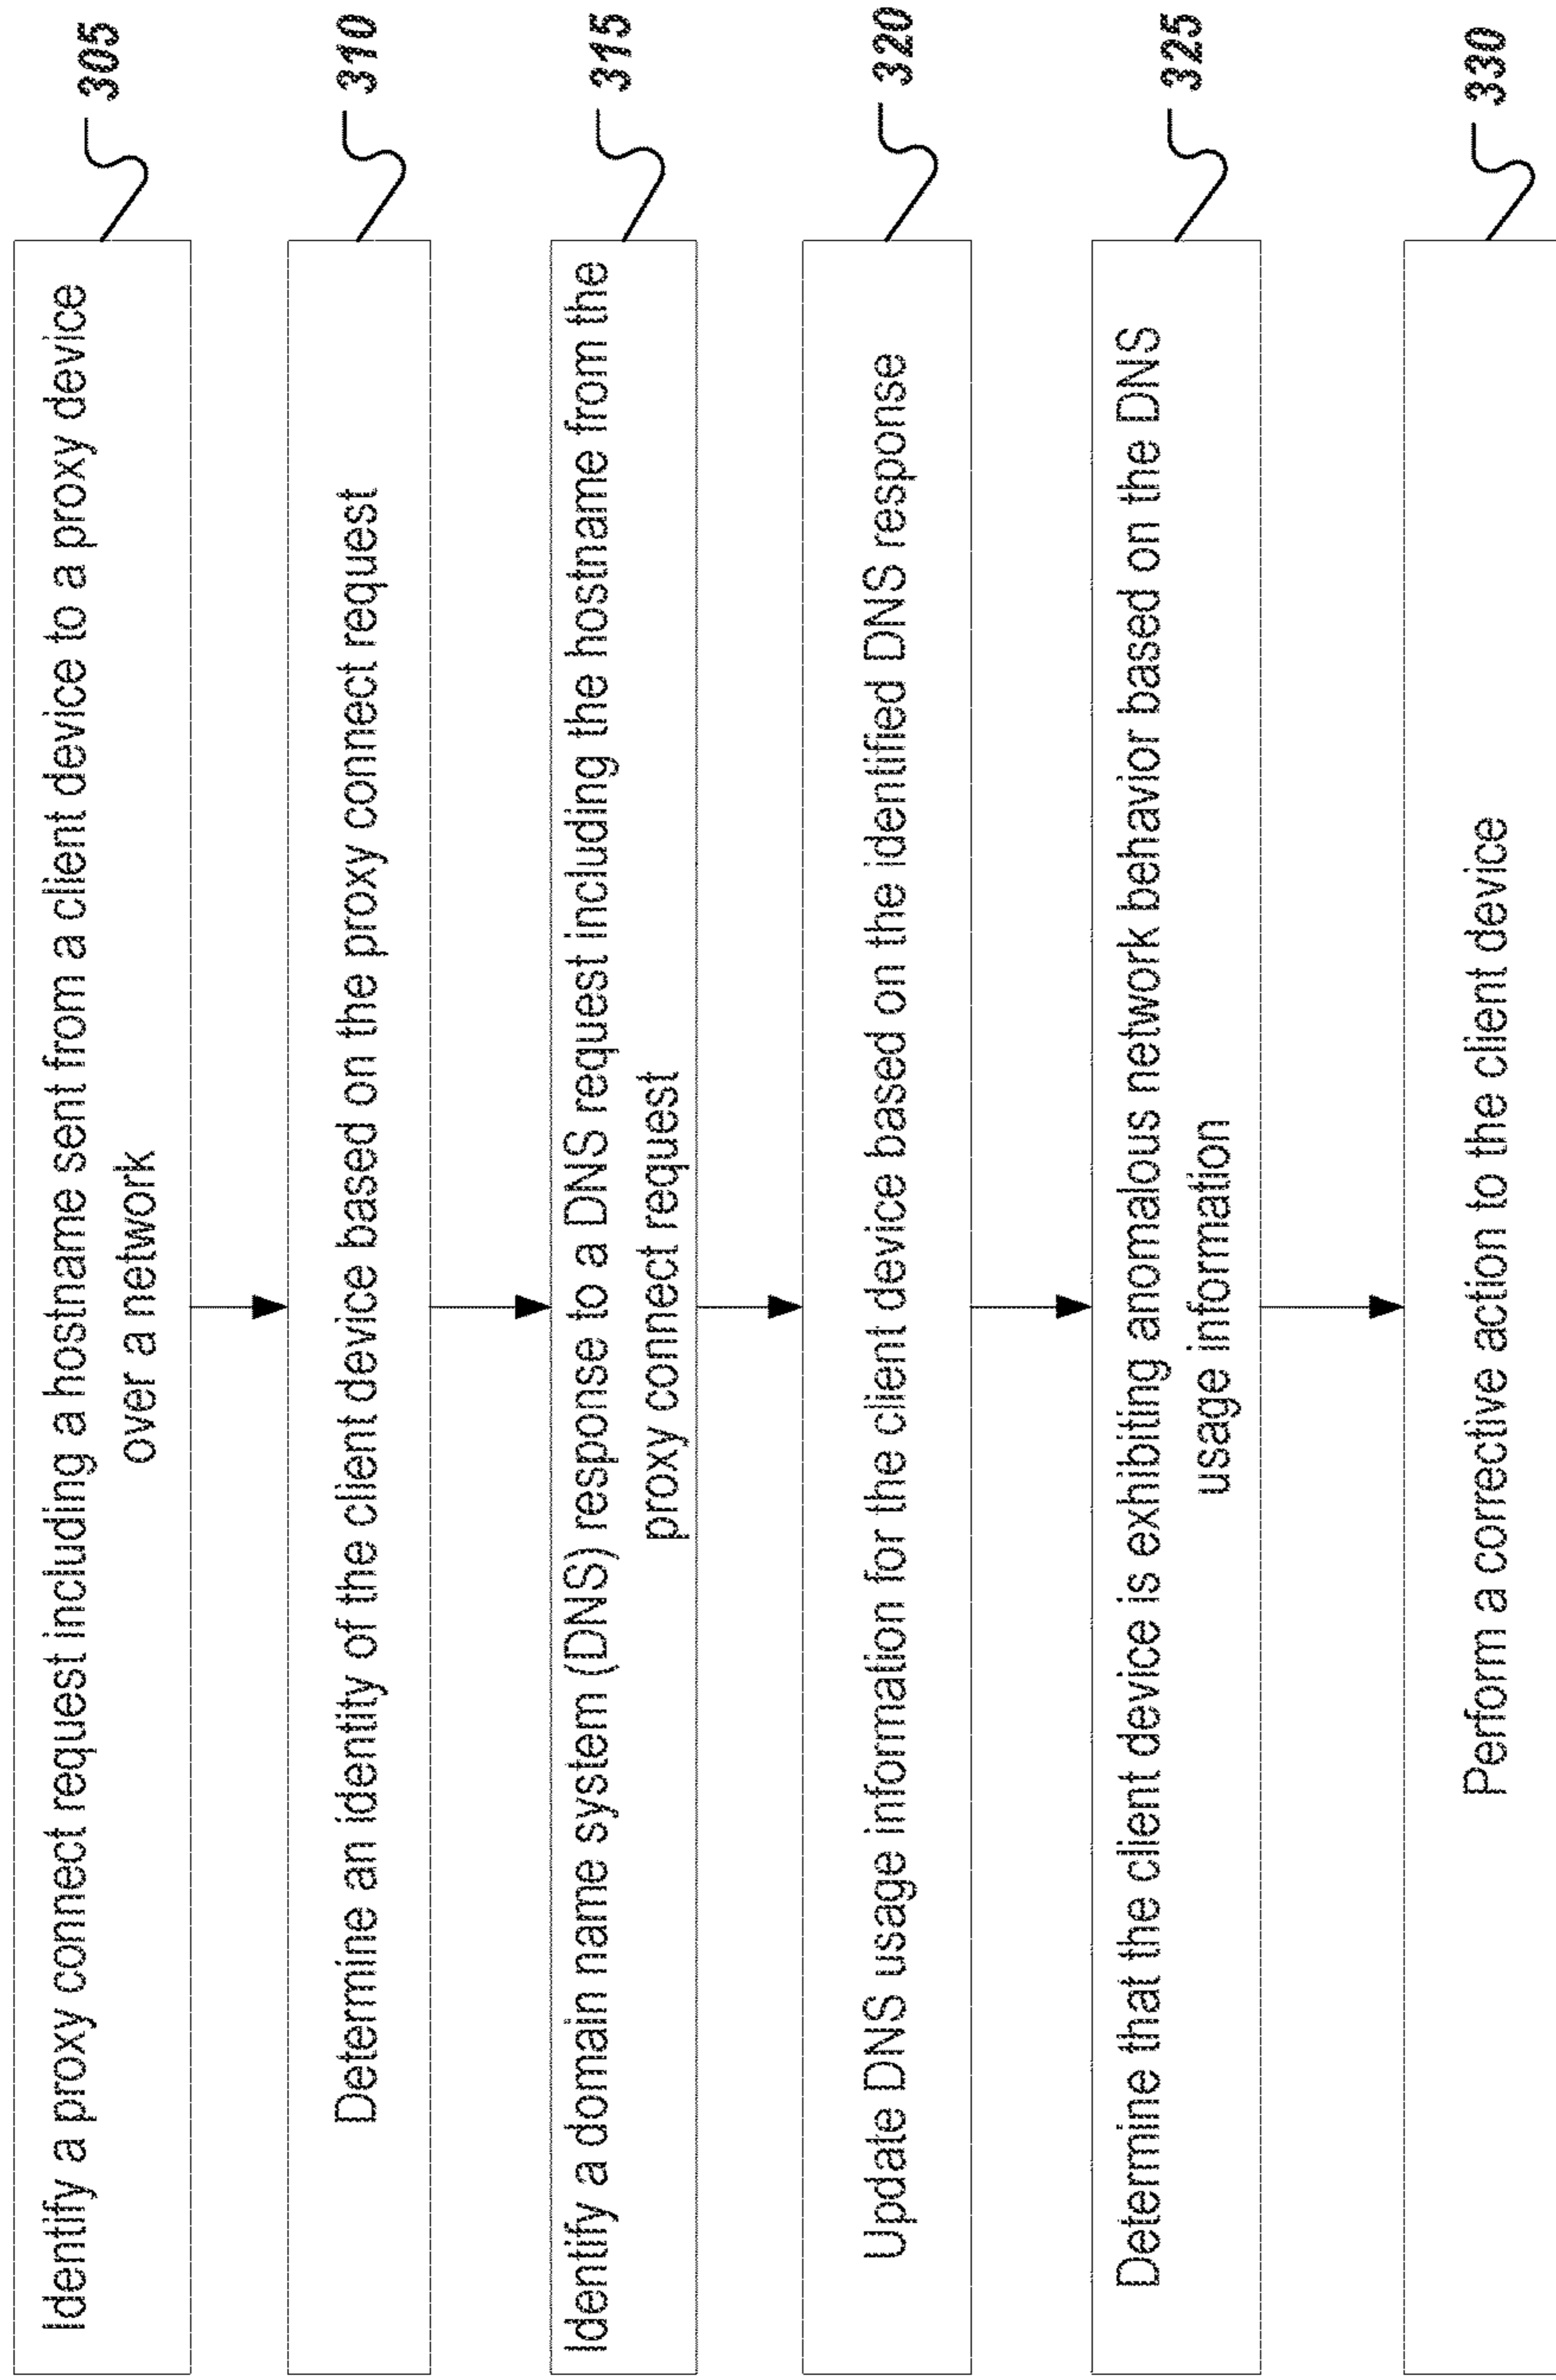 Identify a proxy connect request including a hostname sent from a client device to a proxy device
over a network
305
Determine an identity of the client device based on the proxy connect request
310
Identify a domain name system (DNS) response to a DNS request including the hostname from the
proxy connect request
315
Update DNS usage information for the client device based on the identified DNS response
320
Determine that the client device is exhibiting anomalous network behavior based on the DNS
usage information
325
Perform a corrective action to the client device
330